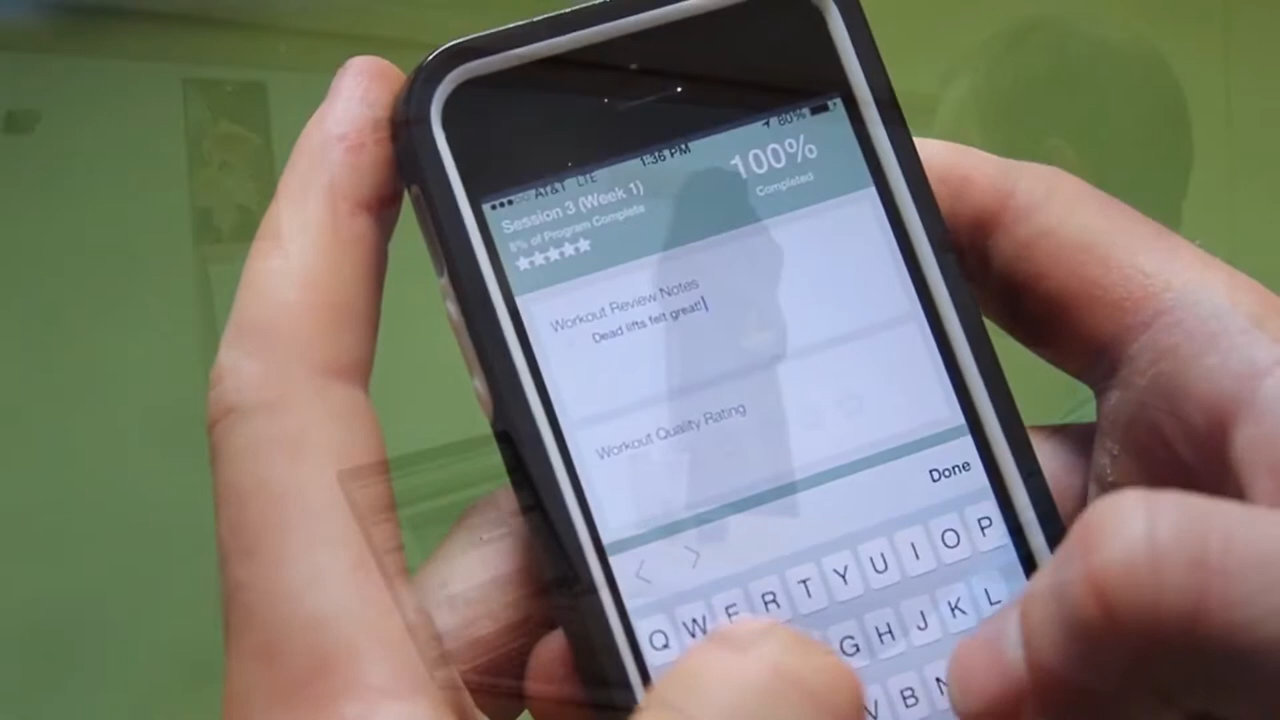 ●●●○○ AT&T LTE 1:36 PM 80%
Session 3 (Week 1)
8% of Program Complete
★★★★★
100%
Completed
Workout Review Notes
Dead lifts felt great!
Workout Quality Rating
Done
Q W E R T Y U I O P
G H J K L
V B N